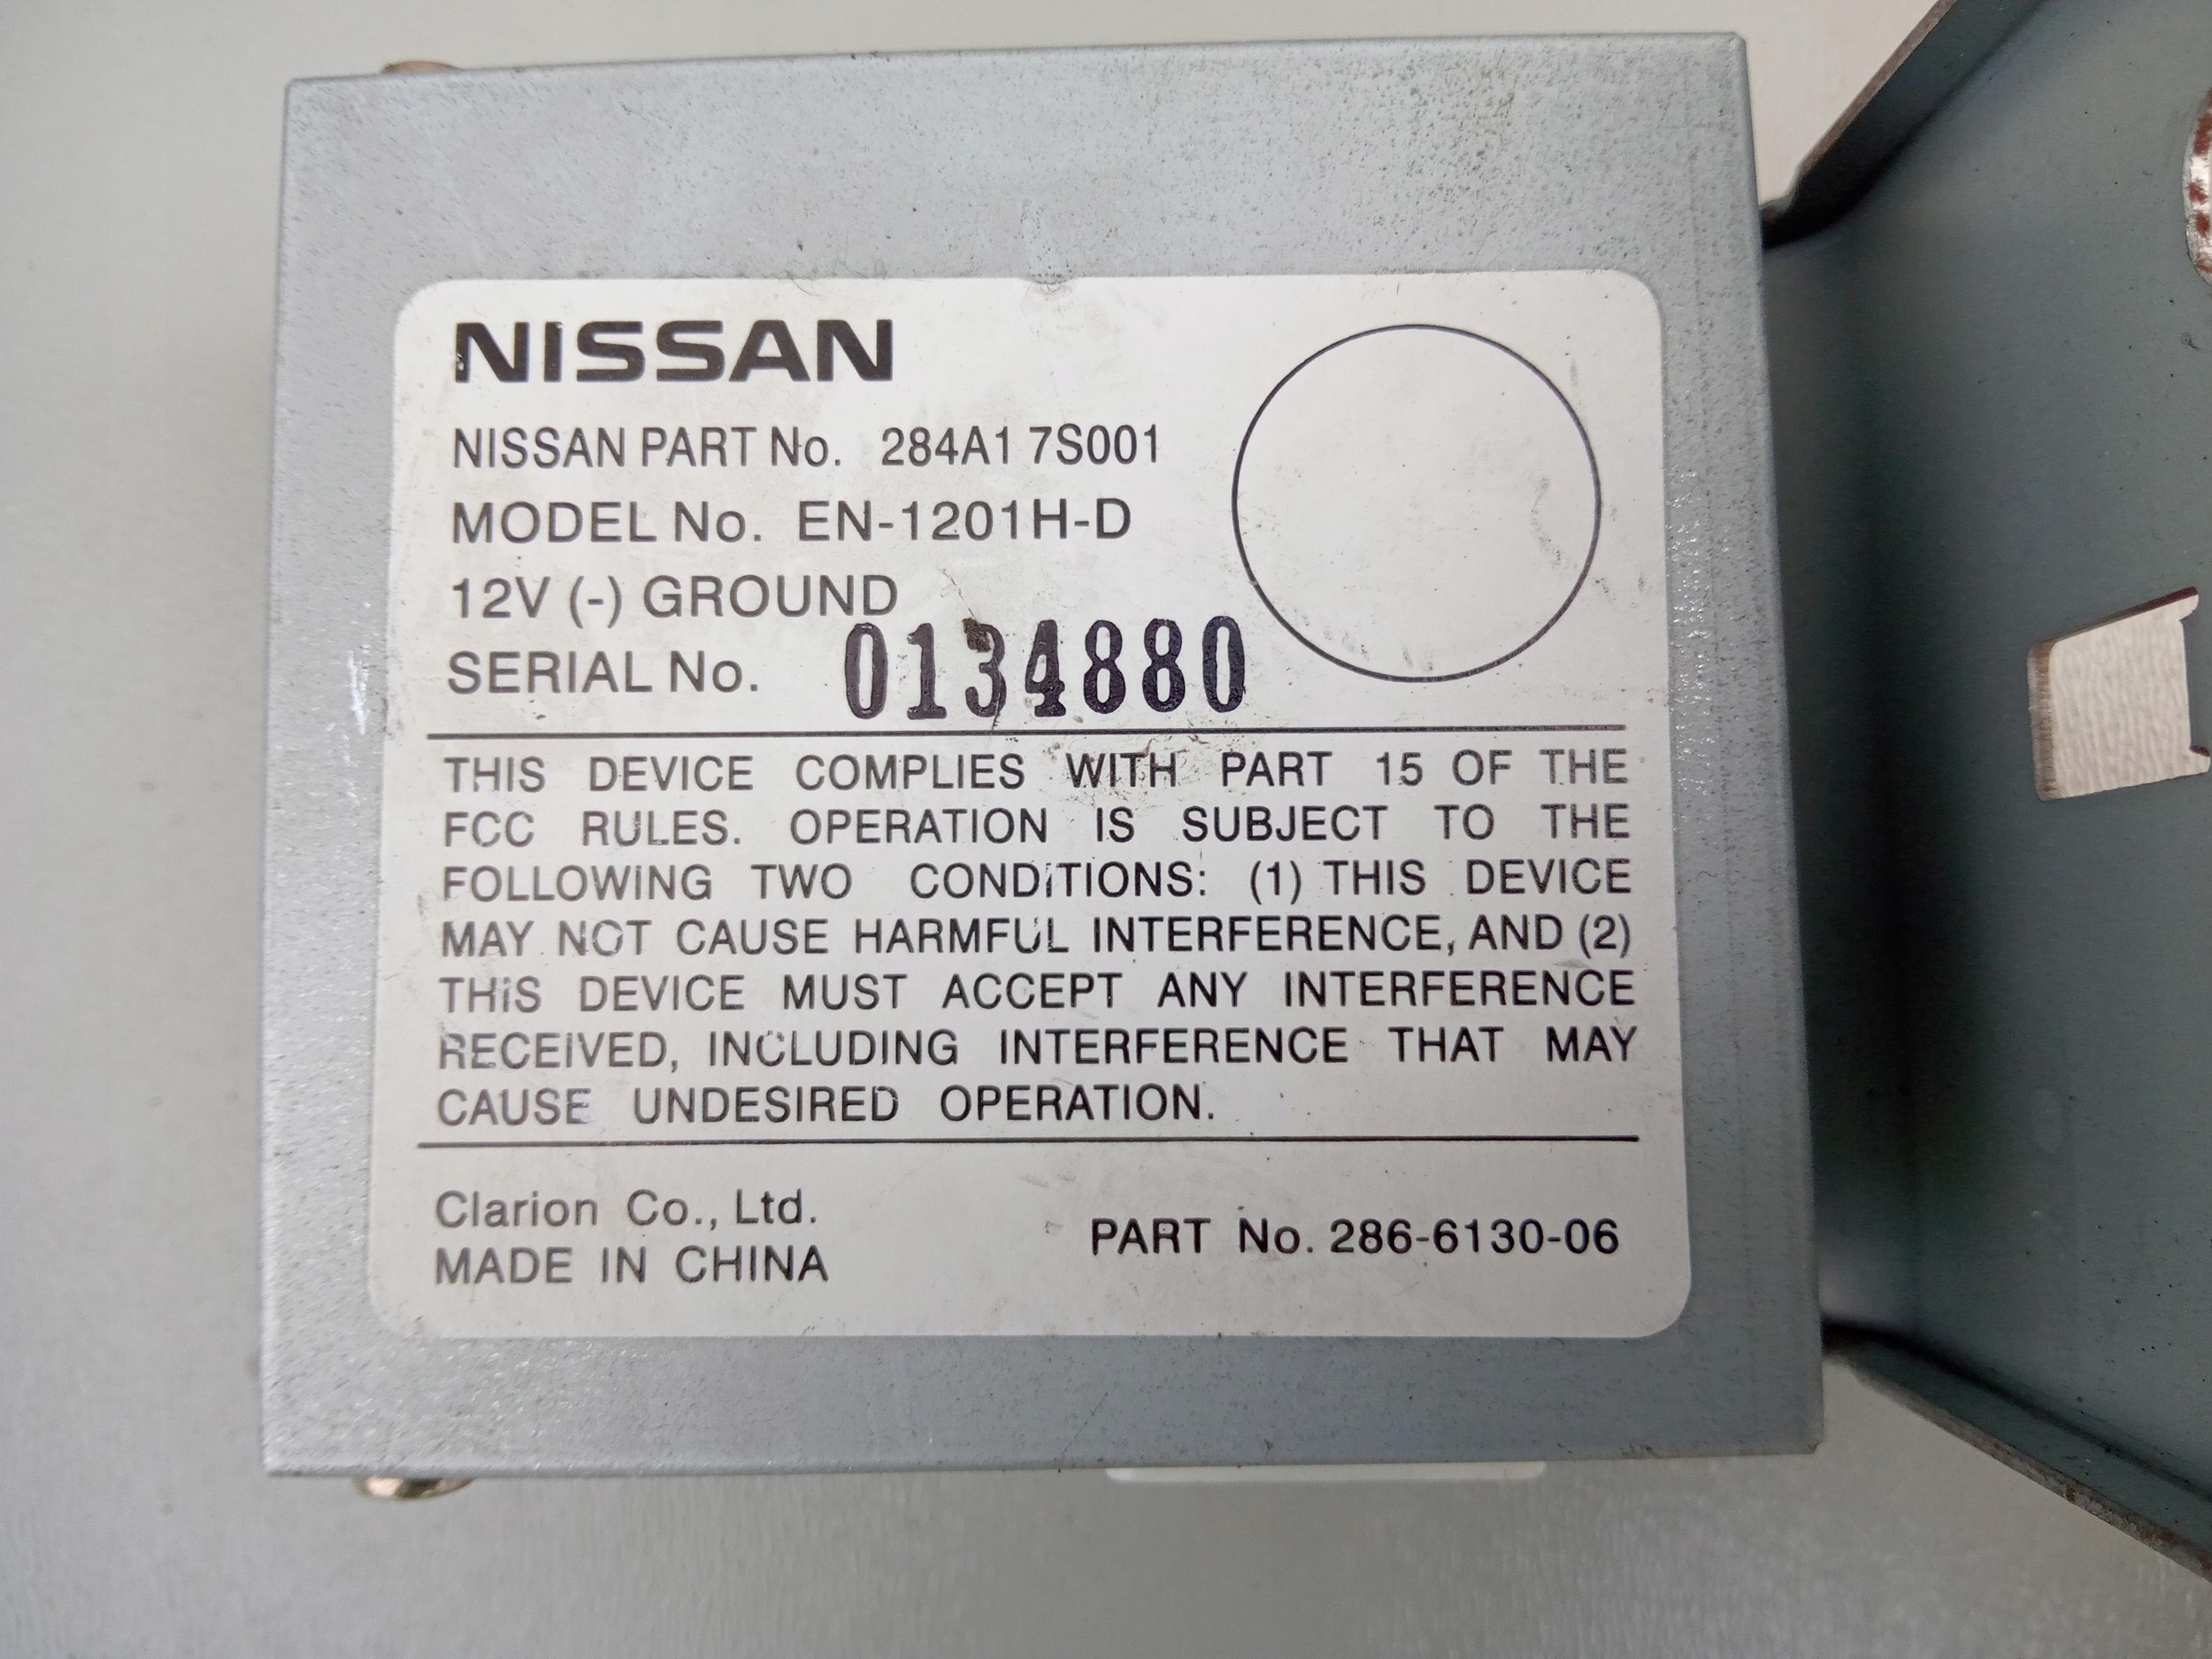 NISSAN
NISSAN PART No. 284A1 7S001
MODEL No. EN-1201H-D
12V (-) GROUND
SERIAL No. 0134880
THIS DEVICE COMPLIES WITH PART 15 OF THE
FCC RULES. OPERATION IS SUBJECT TO THE
FOLLOWING TWO CONDITIONS: (1) THIS DEVICE
MAY NOT CAUSE HARMFUL INTERFERENCE, AND (2)
THIS DEVICE MUST ACCEPT ANY INTERFERENCE
RECEIVED, INCLUDING INTERFERENCE THAT MAY
CAUSE UNDESIRED OPERATION.
Clarion Co., Ltd.
MADE IN CHINA
PART No. 286-6130-06